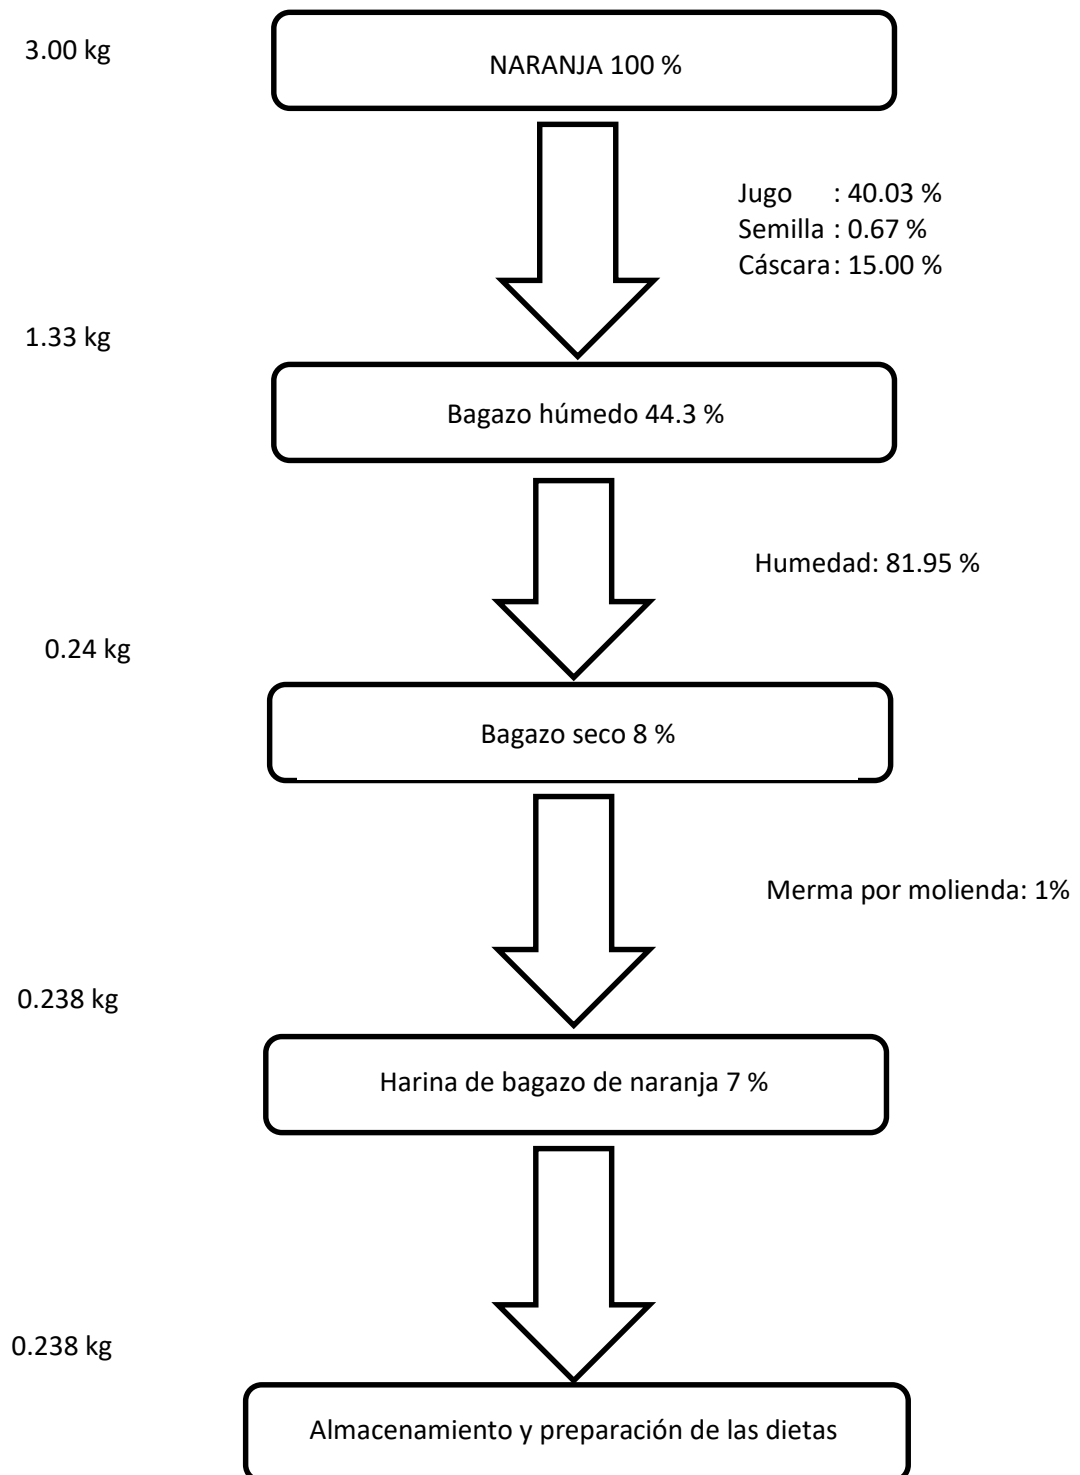 3.00 kg
NARANJA 100 %
Jugo : 40.03 %
Semilla : 0.67 %
Cáscara : 15.00 %
1.33 kg
Bagazo húmedo 44.3 %
Humedad: 81.95 %
0.24 kg
Bagazo seco 8 %
Merma por molienda: 1%
0.238 kg
Harina de bagazo de naranja 7 %
0.238 kg
Almacenamiento y preparación de las dietas